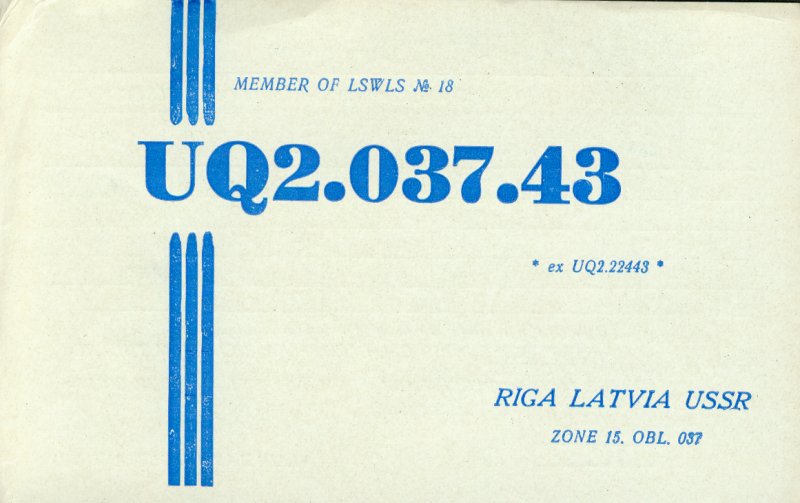 MEMBER OF LSWLS № 18
UQ2.037.43
* ex UQ2.22443 *
RIGA LATVIA USSR
ZONE 15. OBL. 037